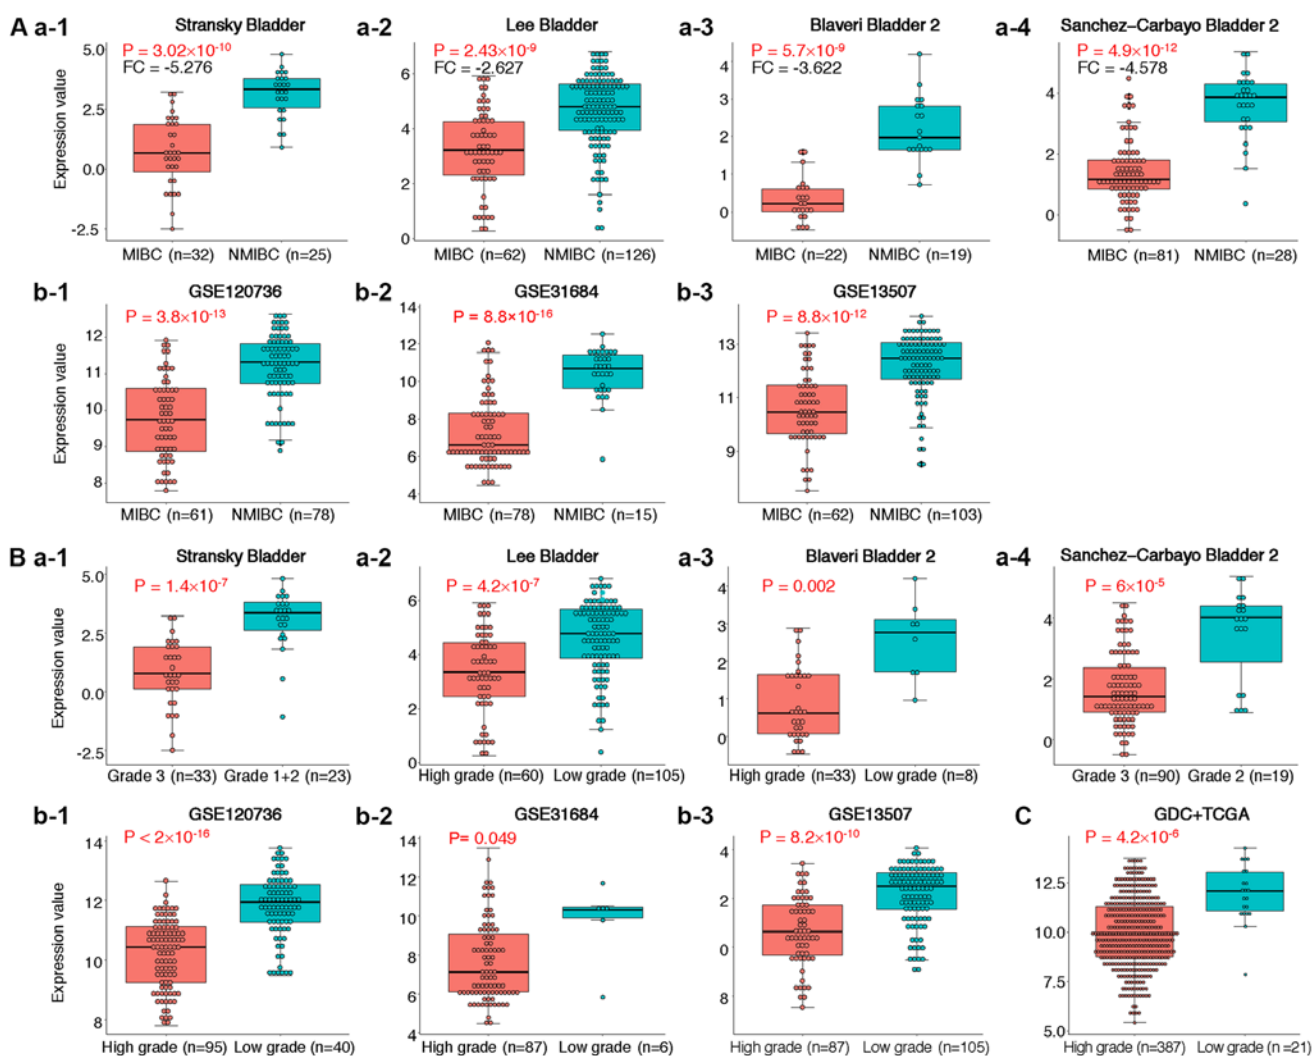 A a-1 Stransky Bladder
P = 3.02×10-10
FC = -5.276
Expression value
5.0
2.5
0.0
-2.5
MIBC (n=32) NMIBC (n=25)
a-2 Lee Bladder
P = 2.43×10-9
FC = -2.627
6
4
2
0
MIBC (n=62) NMIBC (n=126)
a-3 Blaveri Bladder 2
P = 5.7×10-9
FC = -3.622
4
3
2
1
0
MIBC (n=22) NMIBC (n=19)
a-4 Sanchez–Carbayo Bladder 2
P = 4.9×10-12
FC = -4.578
4
2
0
MIBC (n=81) NMIBC (n=28)
b-1 GSE120736
P = 3.8×10-13
Expression value
12
11
10
9
8
MIBC (n=61) NMIBC (n=78)
b-2 GSE31684
P = 8.8×10-16
14
12
10
8
6
4
MIBC (n=78) NMIBC (n=15)
b-3 GSE13507
P = 8.8×10-12
13
11
9
MIBC (n=62) NMIBC (n=103)
B a-1 Stransky Bladder
P = 1.4×10-7
Expression value
5.0
2.5
0.0
-2.5
Grade 3 (n=33) Grade 1+2 (n=23)
a-2 Lee Bladder
P = 4.2×10-7
6
4
2
0
High grade (n=60) Low grade (n=105)
a-3 Blaveri Bladder 2
P = 0.002
4
3
2
1
0
High grade (n=33) Low grade (n=8)
a-4 Sanchez–Carbayo Bladder 2
P = 6×10-5
4
2
0
Grade 3 (n=90) Grade 2 (n=19)
b-1 GSE120736
P < 2×10-16
Expression value
14
12
10
8
High grade (n=95) Low grade (n=40)
b-2 GSE31684
P= 0.049
14
12
10
8
6
4
High grade (n=87) Low grade (n=6)
b-3 GSE13507
P = 8.2×10-10
4
2
0
8
High grade (n=87) Low grade (n=105)
C GDC+TCGA
P = 4.2×10-6
12.5
10.0
7.5
5.0
High grade (n=387) Low grade (n=21)